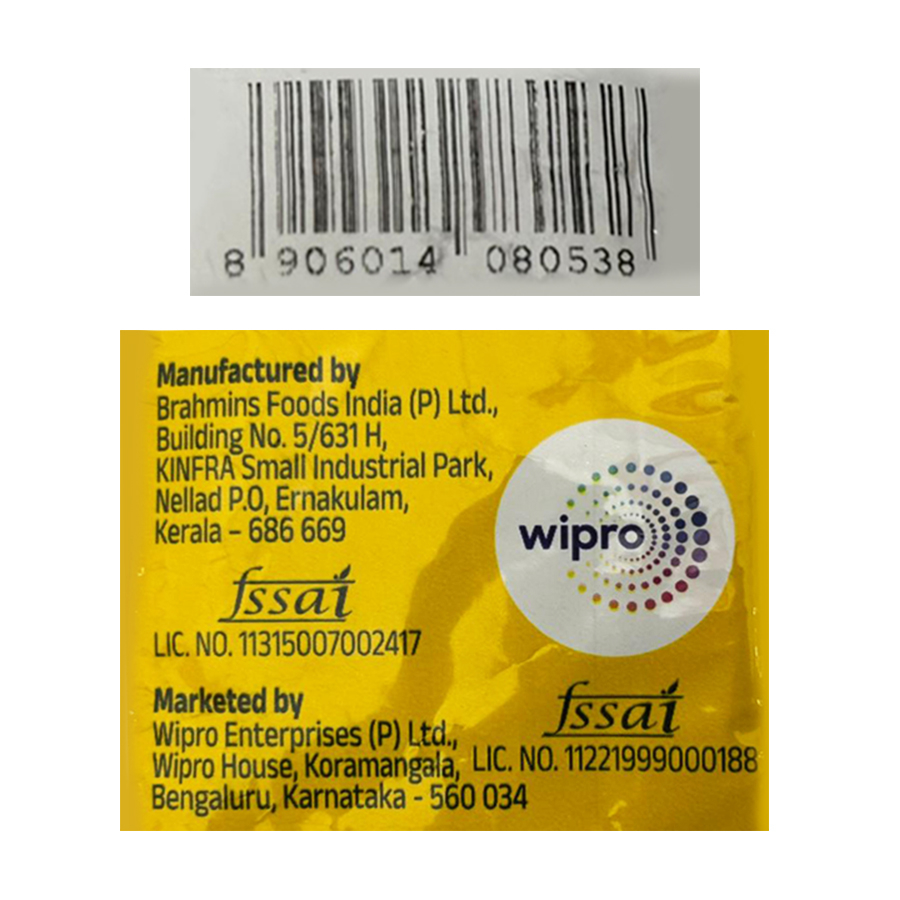 8 906014 080538
Manufactured by
Brahmins Foods India (P) Ltd.,
Building No. 5/631 H,
KINFRA Small Industrial Park,
Nellad P.O, Ernakulam,
Kerala – 686 669
wipro
fssai
LIC. NO. 11315007002417
Marketed by
Wipro Enterprises (P) Ltd.,
Wipro House, Koramangala,
Bengaluru, Karnataka - 560 034
fssai
LIC. NO. 11221999000188